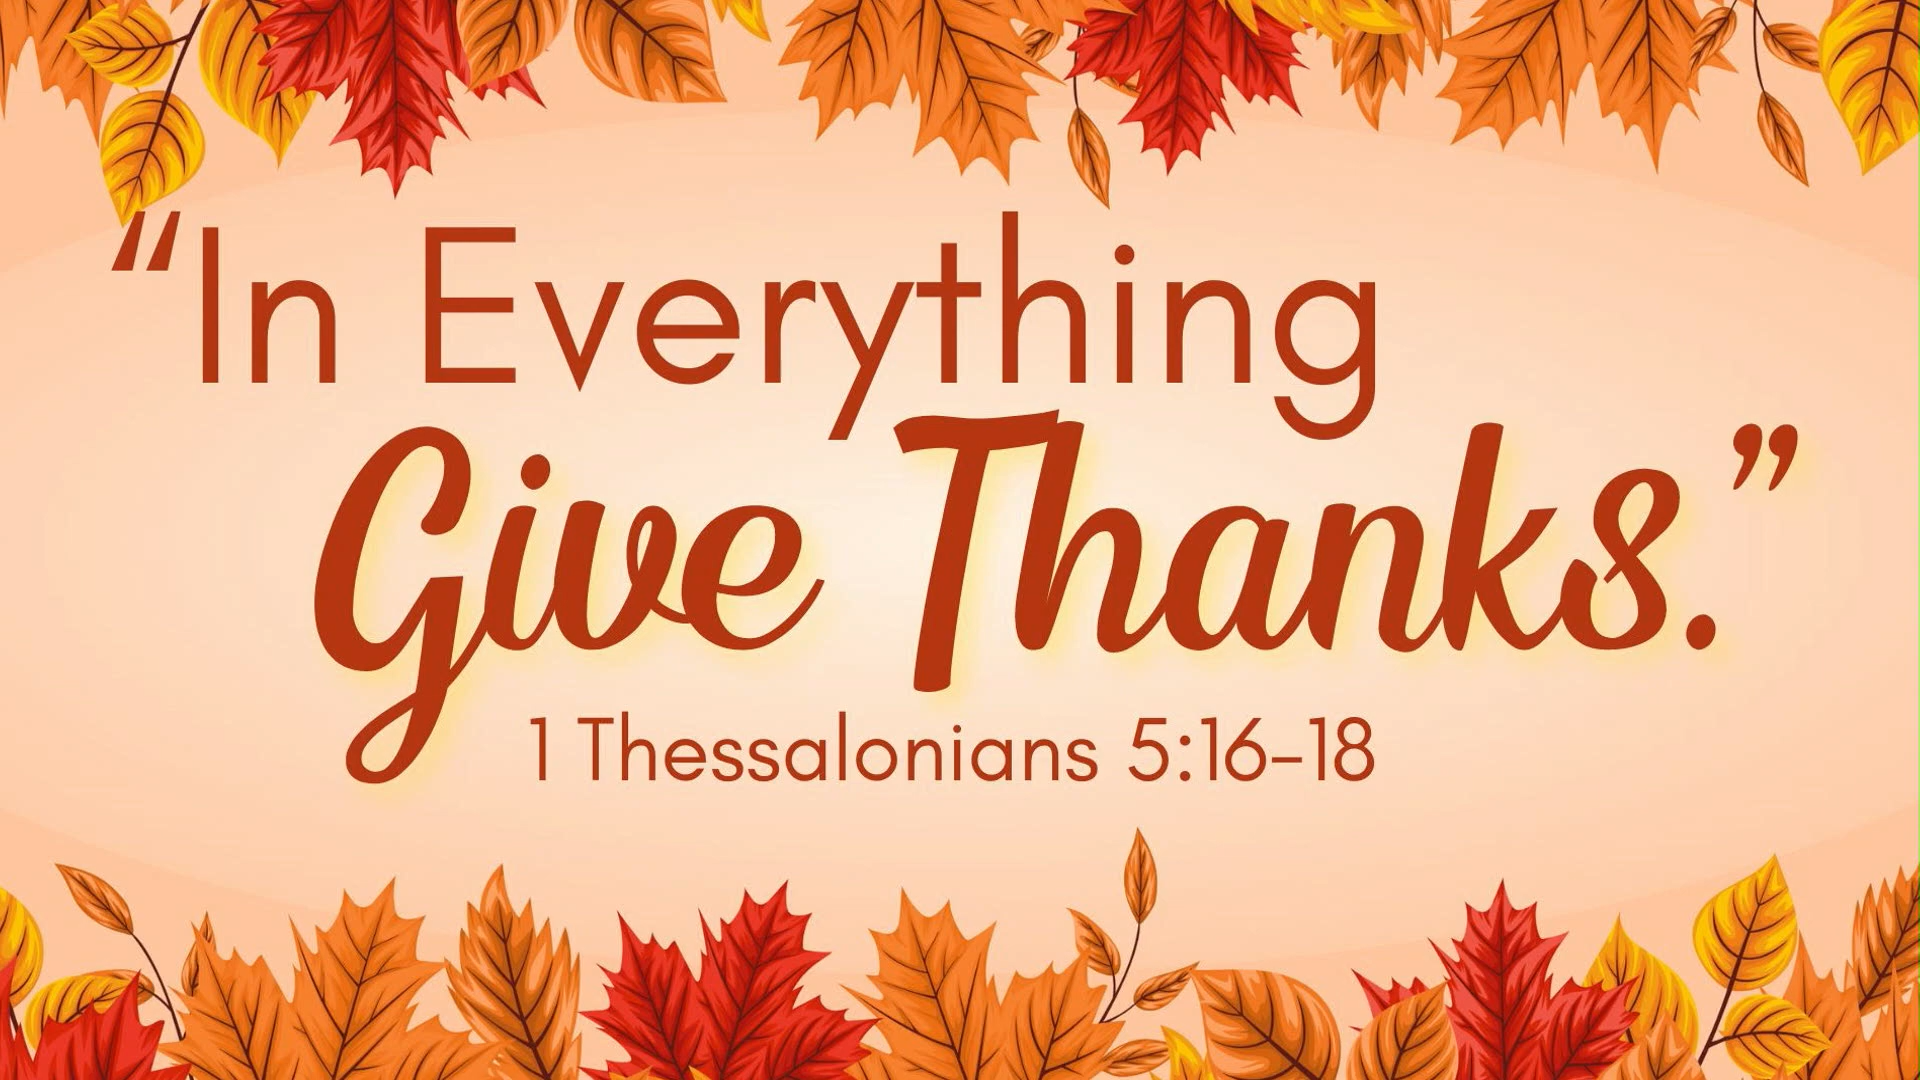 “In Everything
Give Thanks.”
1 Thessalonians 5:16–18